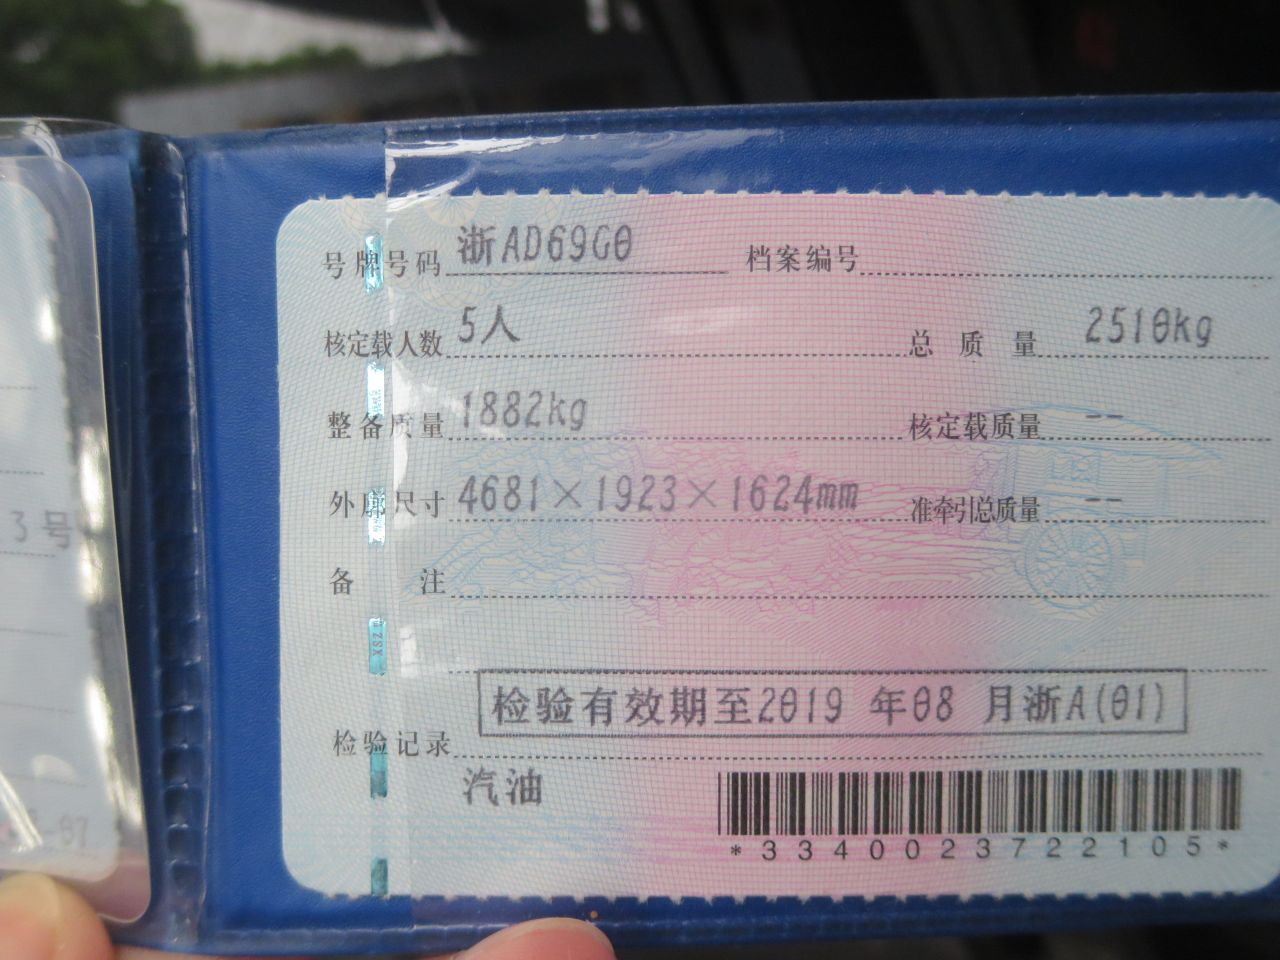 号牌号码 浙AD69G0 档案编号
核定载人数 5人 总质量 2510kg
整备质量 1882kg 核定载质量 --
外廓尺寸 4681×1923×1624mm 准牵引总质量 --
备注
检验有效期至2019 年08 月浙A(01)
检验记录
汽油
*3340023722105*
3号
XSZ